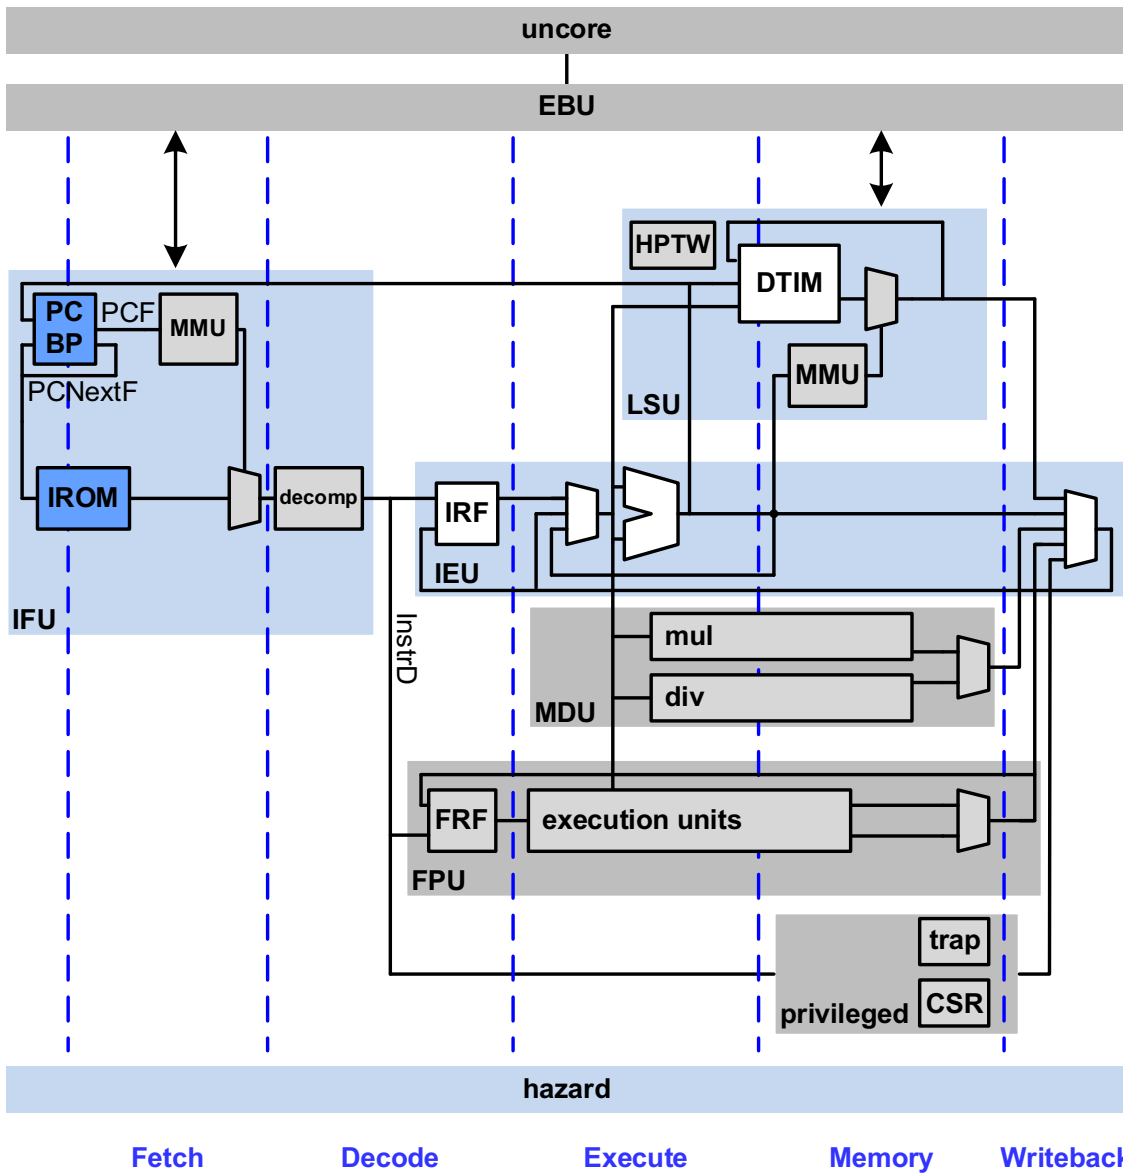 uncore
EBU
HPTW
DTIM
PC
BP
PCF
MMU
MMU
PCNextF
LSU
IROM
decomp
IRF
IEU
IFU
InstrD
mul
div
MDU
FRF
execution units
FPU
trap
CSR
privileged
hazard
Fetch
Decode
Execute
Memory
Writeback